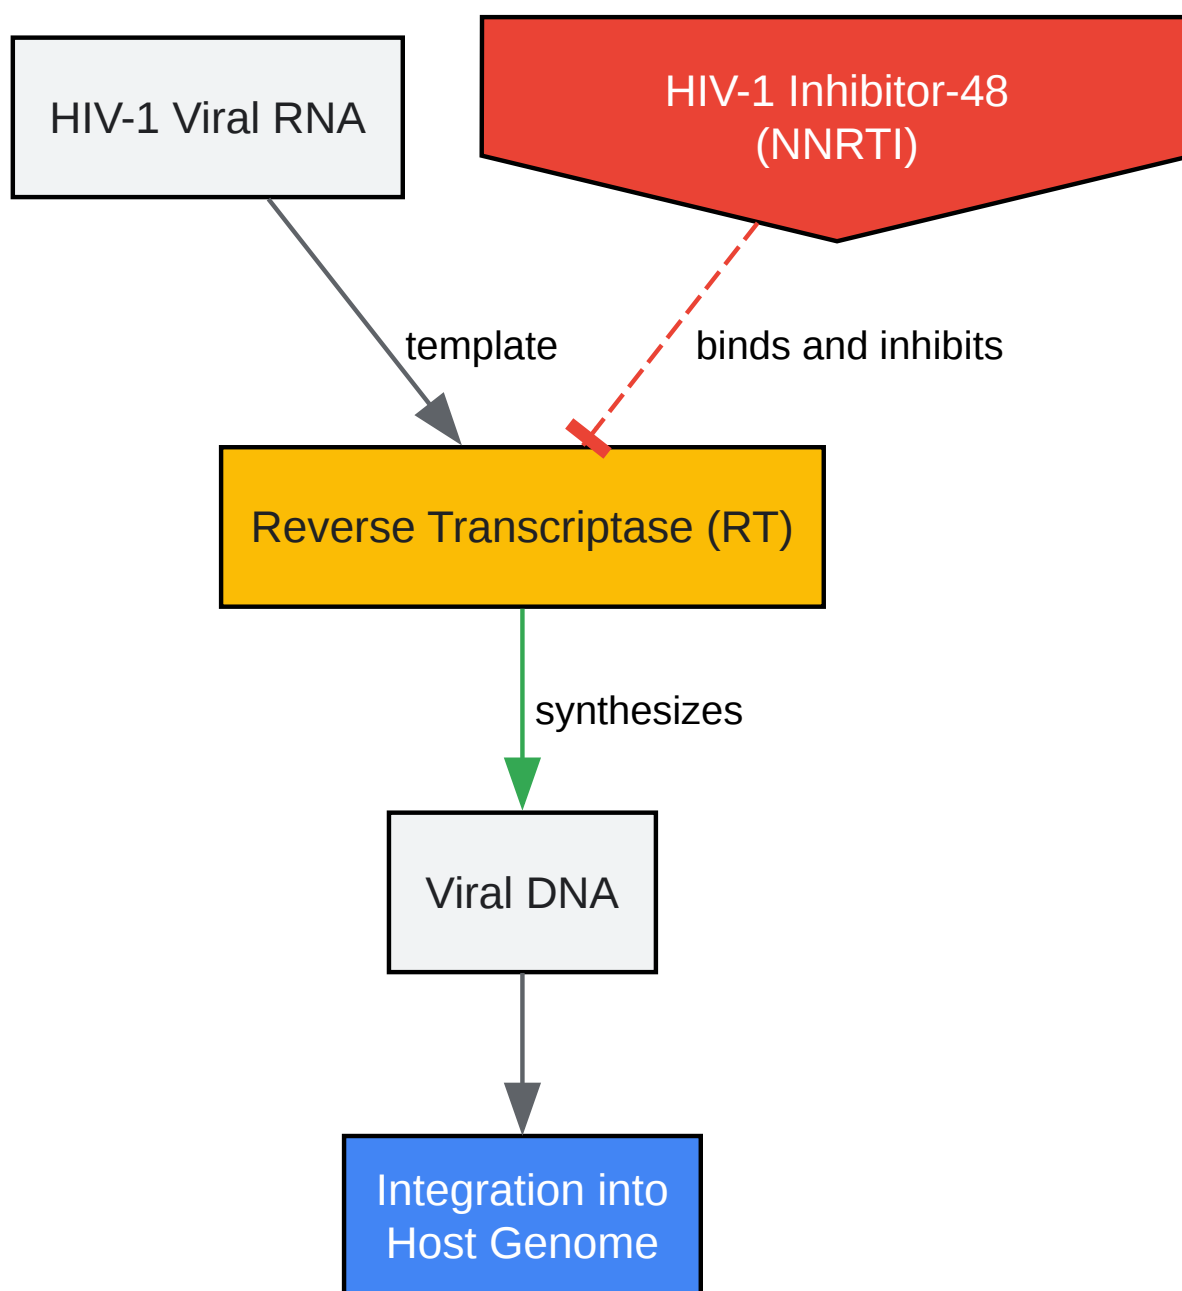 HIV-1 Viral RNA
HIV-1 Inhibitor-48
(NNRTI)
template
binds and inhibits
Reverse Transcriptase (RT)
synthesizes
Viral DNA
Integration into
Host Genome